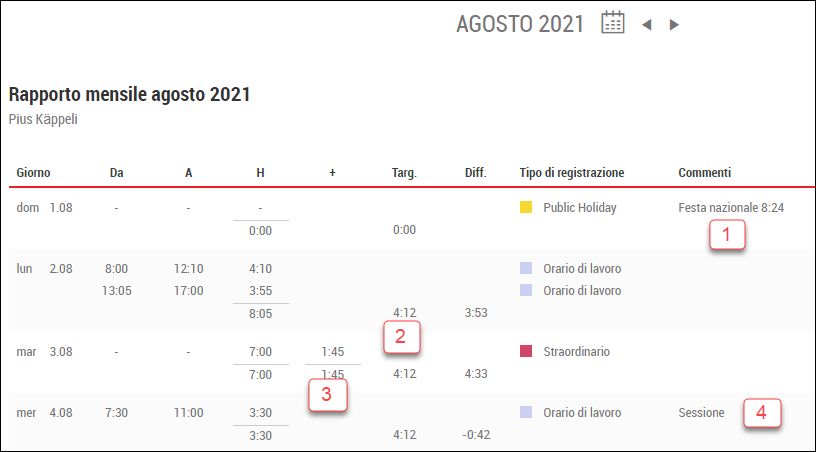 AGOSTO 2021
Rapporto mensile agosto 2021
Pius Käppeli
Giorno Da A H + Targ. Diff. Tipo di registrazione Commenti
dom 1.08 - - - Public Holiday Festa nazionale 8:24
0:00 0:00
1
lun 2.08 8:00 12:10 4:10 Orario di lavoro
13:05 17:00 3:55 Orario di lavoro
8:05 4:12 3:53
2
mar 3.08 - - 7:00 1:45 Straordinario
7:00 1:45 4:12 4:33
3
mer 4.08 7:30 11:00 3:30 Orario di lavoro Sessione 4
3:30 4:12 -0:42